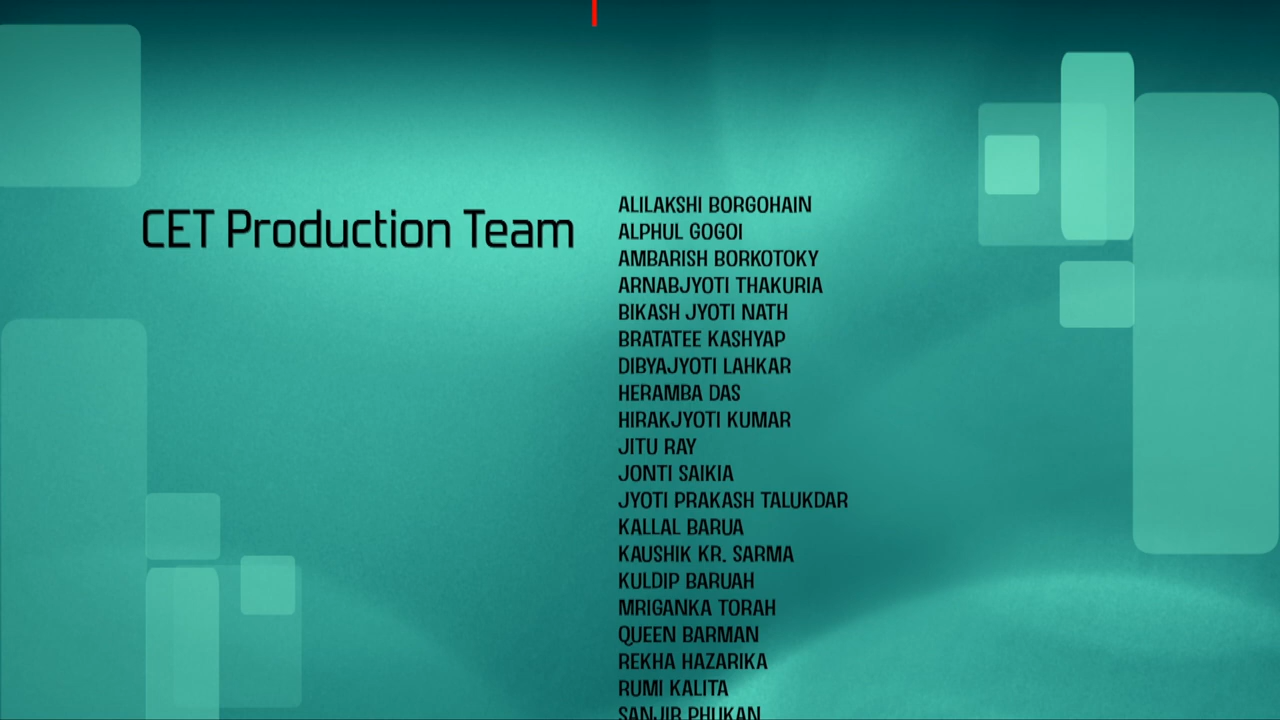 CET Production Team
ALILAKSHI BORGOHAIN
ALPHUL GOGOI
AMBARISH BORKOTOKY
ARNABJYOTI THAKURIA
BIKASH JYOTI NATH
BRATATEE KASHYAP
DIBYAJYOTI LAHKAR
HERAMBA DAS
HIRAKJYOTI KUMAR
JITU RAY
JONTI SAIKIA
JYOTI PRAKASH TALUKDAR
KALLAL BARUA
KAUSHIK KR. SARMA
KULDIP BARUAH
MRIGANKA TORAH
QUEEN BARMAN
REKHA HAZARIKA
RUMI KALITA
SANJIB PHUKAN